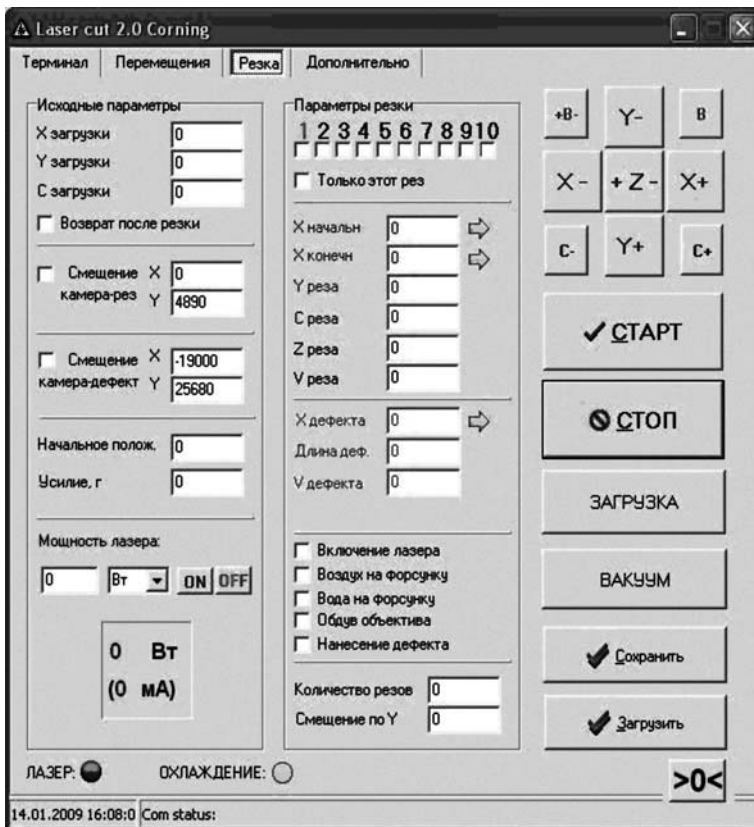 Laser cut 2.0 Corning
Терминал Перемещения Резка Дополнительно
Исходные параметры
X загрузки 0
Y загрузки 0
C загрузки 0
Возврат после резки
Смещение X 0
камера-рез Y 4890
Смещение X -19000
камера-дефект Y 25680
Начальное полож. 0
Усилие, г 0
Мощность лазера:
0 Вт ON OFF
0 Вт
(0 мА)
Параметры резки
1 2 3 4 5 6 7 8 9 10
Только этот рез
X начальн 0
X конечн 0
Y реза 0
C реза 0
Z реза 0
V реза 0
X дефекта 0
Длина деф. 0
V дефекта 0
Включение лазера
Воздух на форсунку
Вода на форсунку
Обдув объектива
Нанесение дефекта
Количество резов 0
Смещение по Y 0
+B- Y- B
X - + Z - X+
C- Y+ C+
СТАРТ
СТОП
ЗАГРУЗКА
ВАКУУМ
Сохранить
Загрузить
>0<
ЛАЗЕР: ОХЛАЖДЕНИЕ:
14.01.2009 16:08:0 Com status: